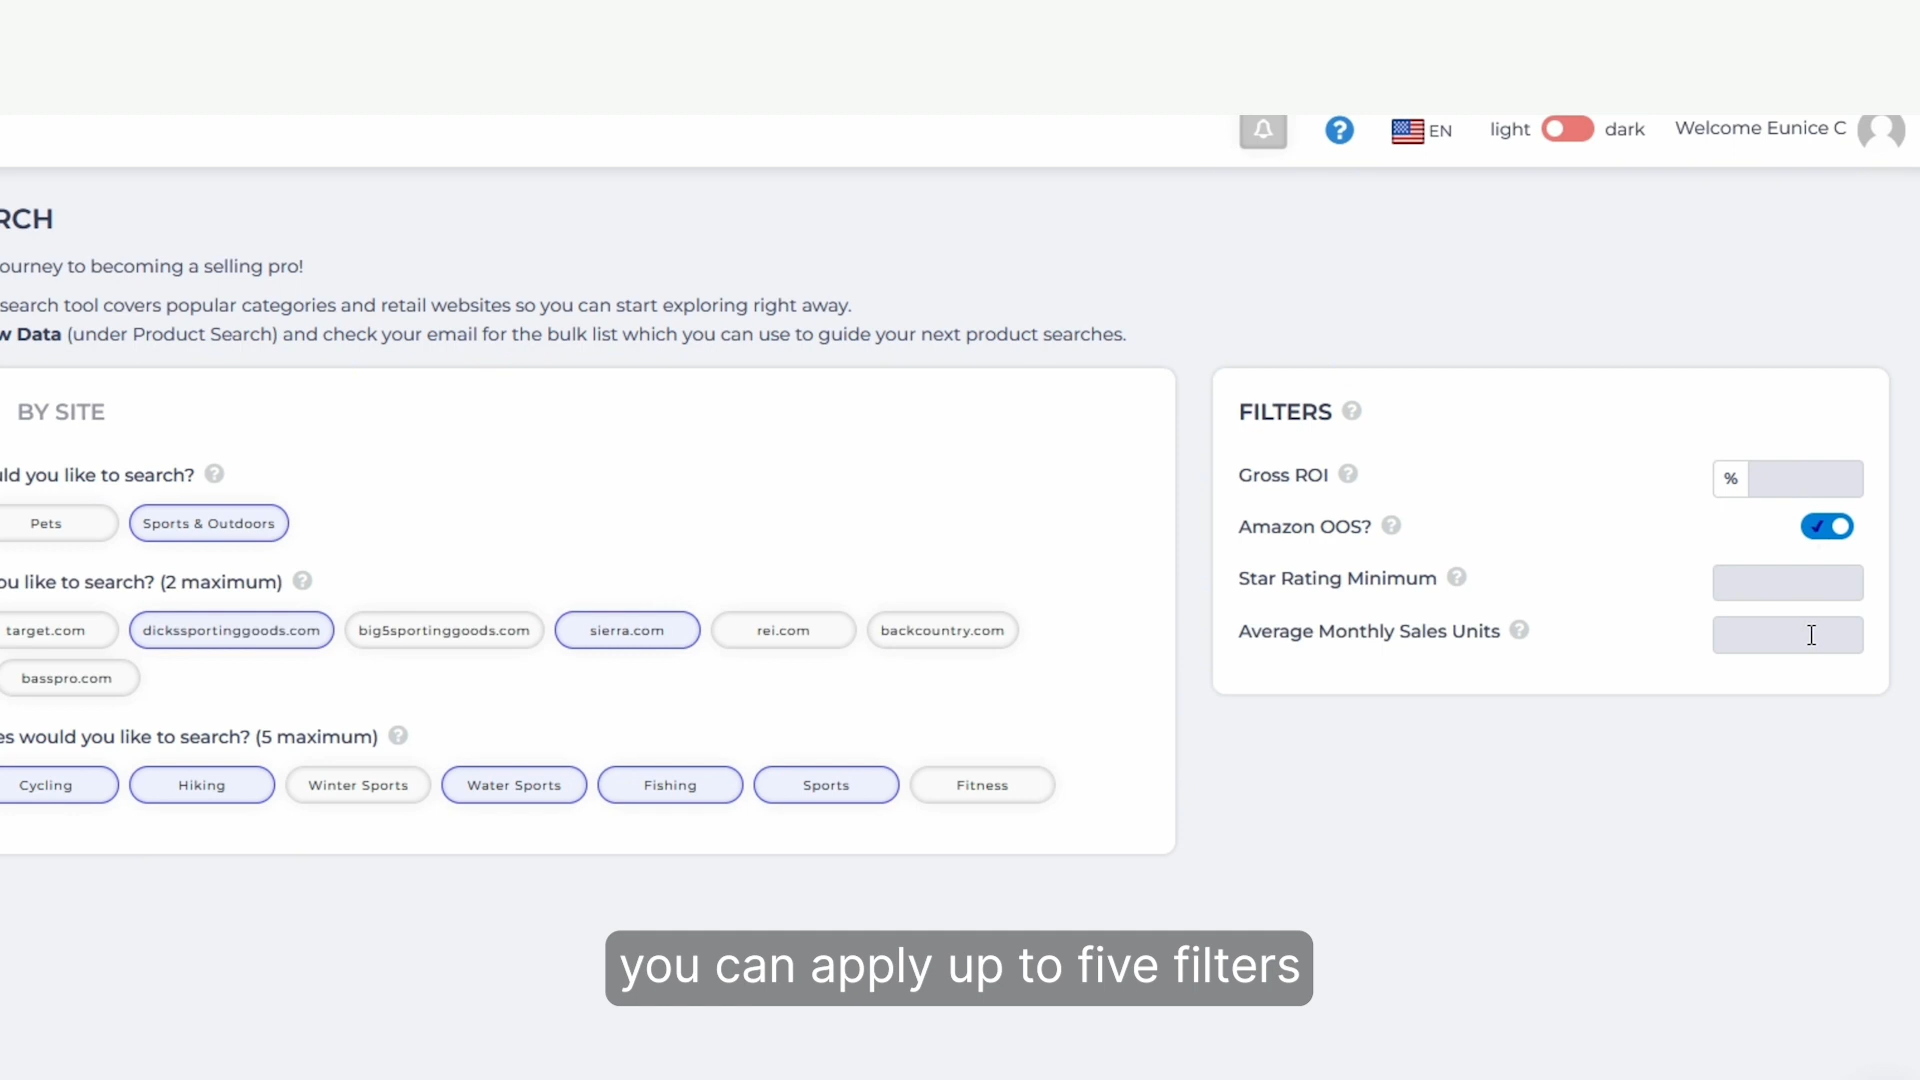 EN light dark Welcome Eunice C
RCH
ourney to becoming a selling pro!
search tool covers popular categories and retail websites so you can start exploring right away.
w Data (under Product Search) and check your email for the bulk list which you can use to guide your next product searches.
BY SITE
uld you like to search?
Pets Sports & Outdoors
ou like to search? (2 maximum)
target.com dickssportinggoods.com big5sportinggoods.com sierra.com rei.com backcountry.com
basspro.com
es would you like to search? (5 maximum)
Cycling Hiking Winter Sports Water Sports Fishing Sports Fitness
FILTERS
Gross ROI %
Amazon OOS?
Star Rating Minimum
Average Monthly Sales Units
you can apply up to five filters